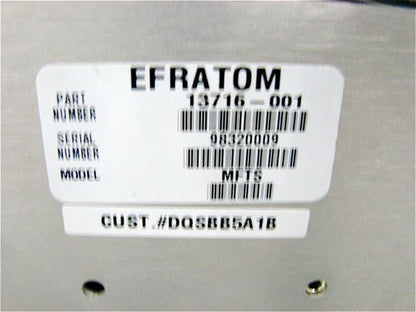 EFRATOM
PART NUMBER 13716-001
SERIAL NUMBER 98320009
MODEL MFTS
CUST.#DQSBB5A1B